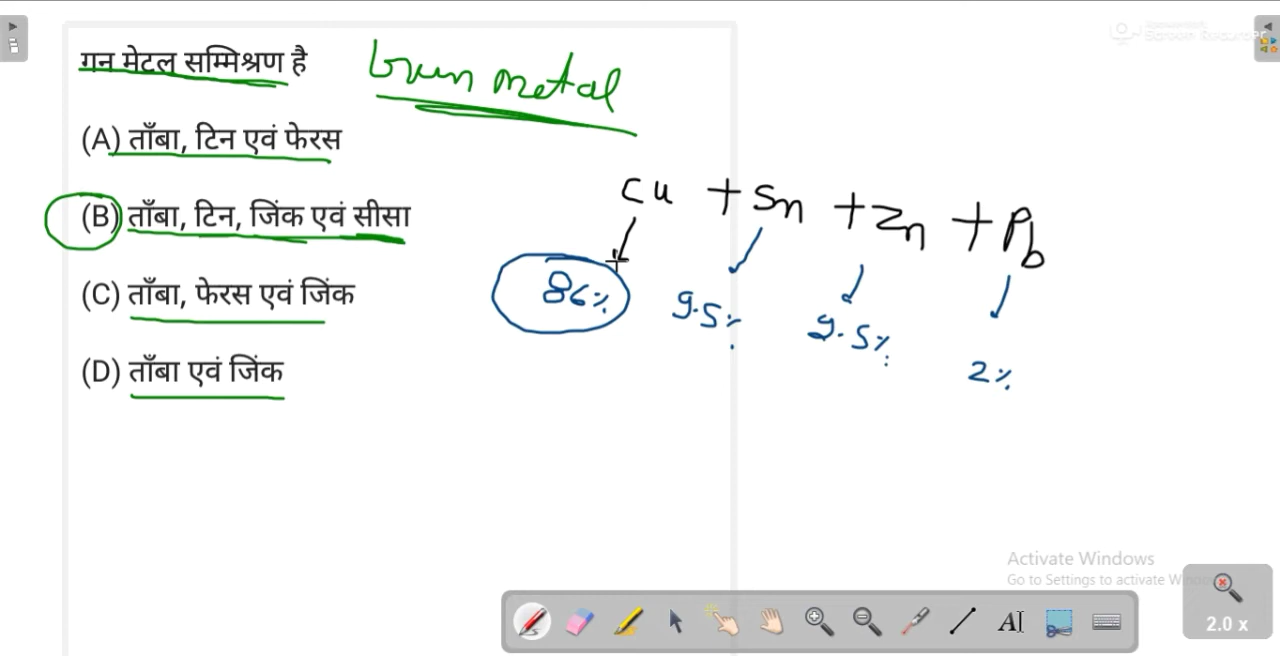 गन मेटल सम्मिश्रण है
Gun metal
(A) ताँबा, टिन एवं फेरस
Cu + Sn + Zn + Pb
(B) ताँबा, टिन, जिंक एवं सीसा
86% 9.5% 9.5% 2%
(C) ताँबा, फेरस एवं जिंक
(D) ताँबा एवं जिंक
Activate Windows
Go to Settings to activate
AI
2.0 x